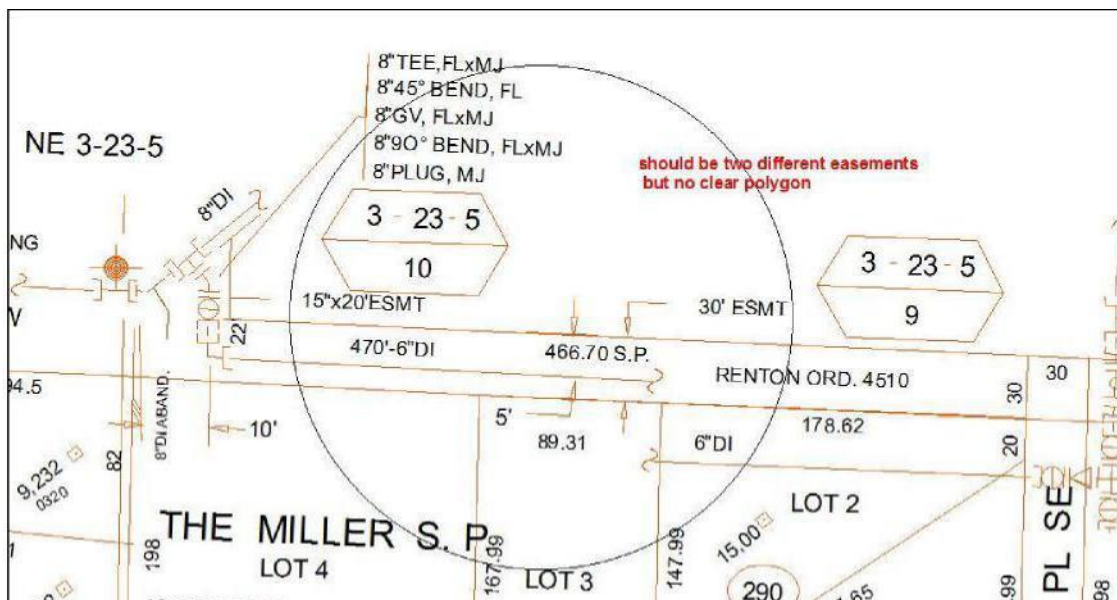 8"TEE,FLxMJ
8"45° BEND, FL
8"GV, FLxMJ
8"90° BEND, FLxMJ
8"PLUG, MJ
NE 3-23-5
should be two different easements
but no clear polygon
8"DI
3 - 23 - 5
10
3 - 23 - 5
9
NG
15"x20'ESMT
30' ESMT
22'
470'-6"DI
466.70 S.P.
RENTON ORD. 4510
30
30
94.5
8"DI ABAND.
10'
5'
89.31
178.62
6"DI
20
82
9,232
0320
LOT 2
THE MILLER S. P.
198
LOT 4
167.99
LOT 3
147.99
15,00
290
PL SE
.65
.99
98